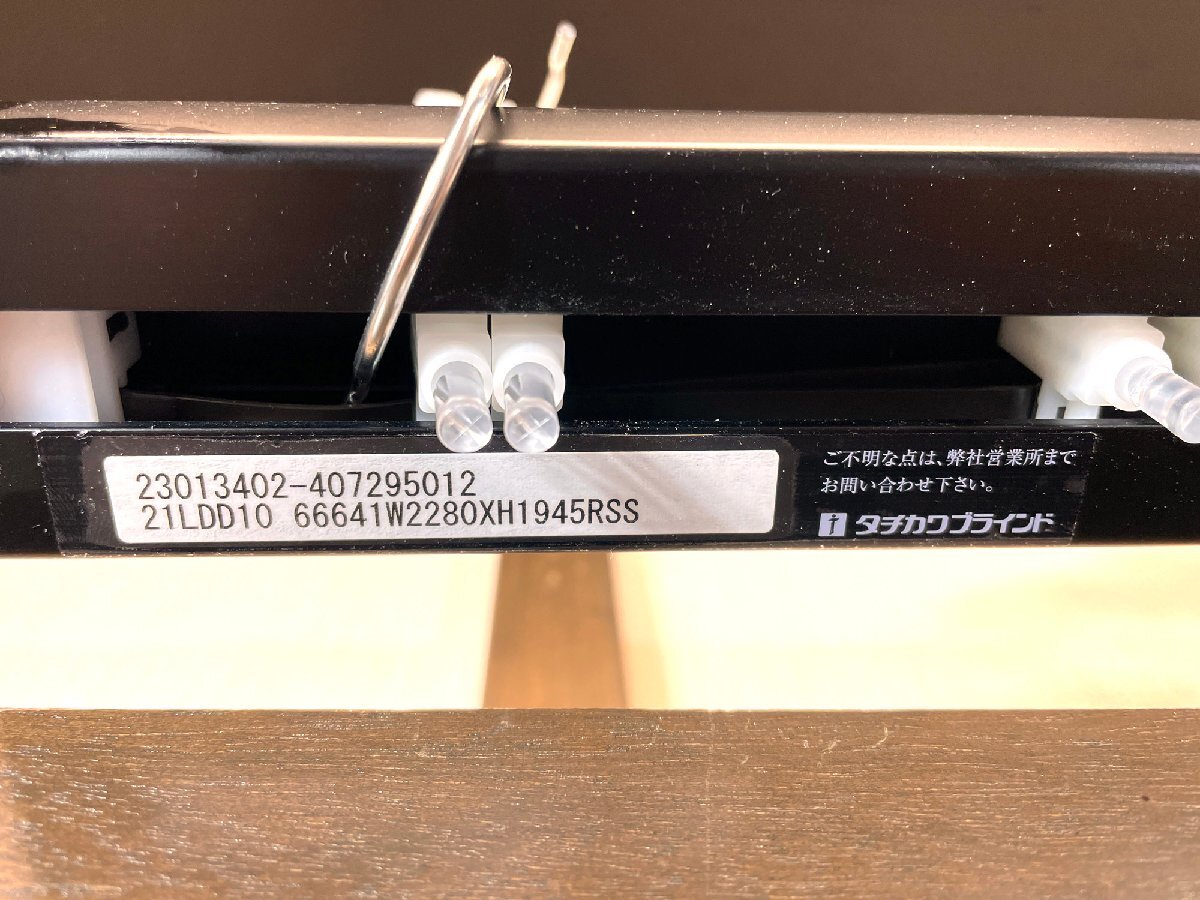 23013402-407295012
21LDD10 66641W2280XH1945RSS
ご不明な点は、弊社営業所まで
お問い合わせ下さい。
タチカワブラインド